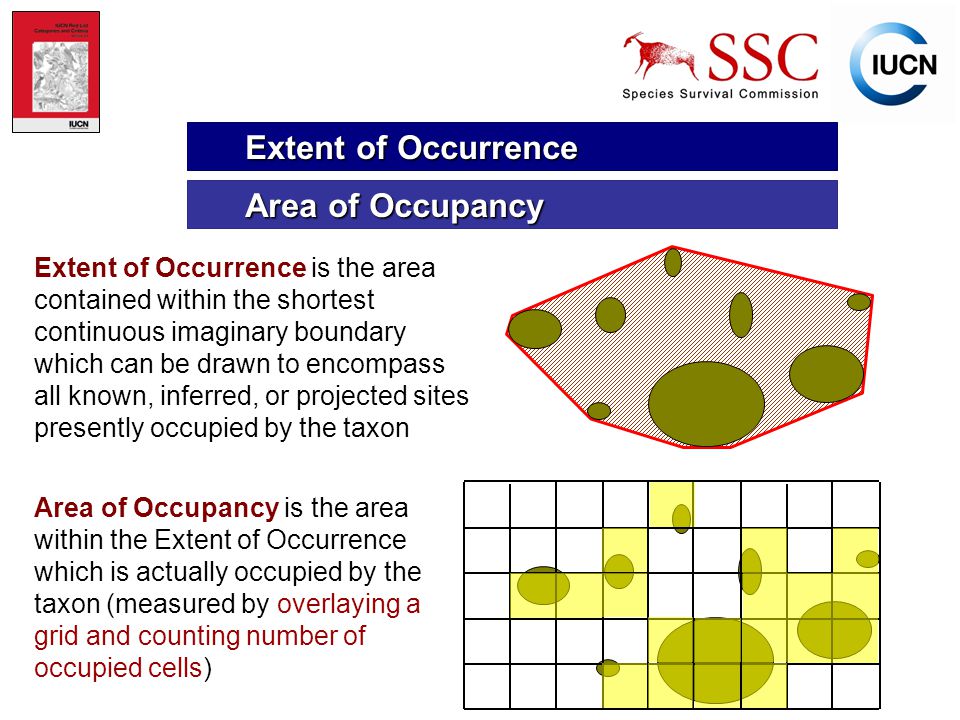 IUCN Red List
Categories and Criteria
IUCN
SSC
Species Survival Commission
IUCN
Extent of Occurrence
Area of Occupancy
Extent of Occurrence is the area
contained within the shortest
continuous imaginary boundary
which can be drawn to encompass
all known, inferred, or projected sites
presently occupied by the taxon
Area of Occupancy is the area
within the Extent of Occurrence
which is actually occupied by the
taxon (measured by overlaying a
grid and counting number of
occupied cells)